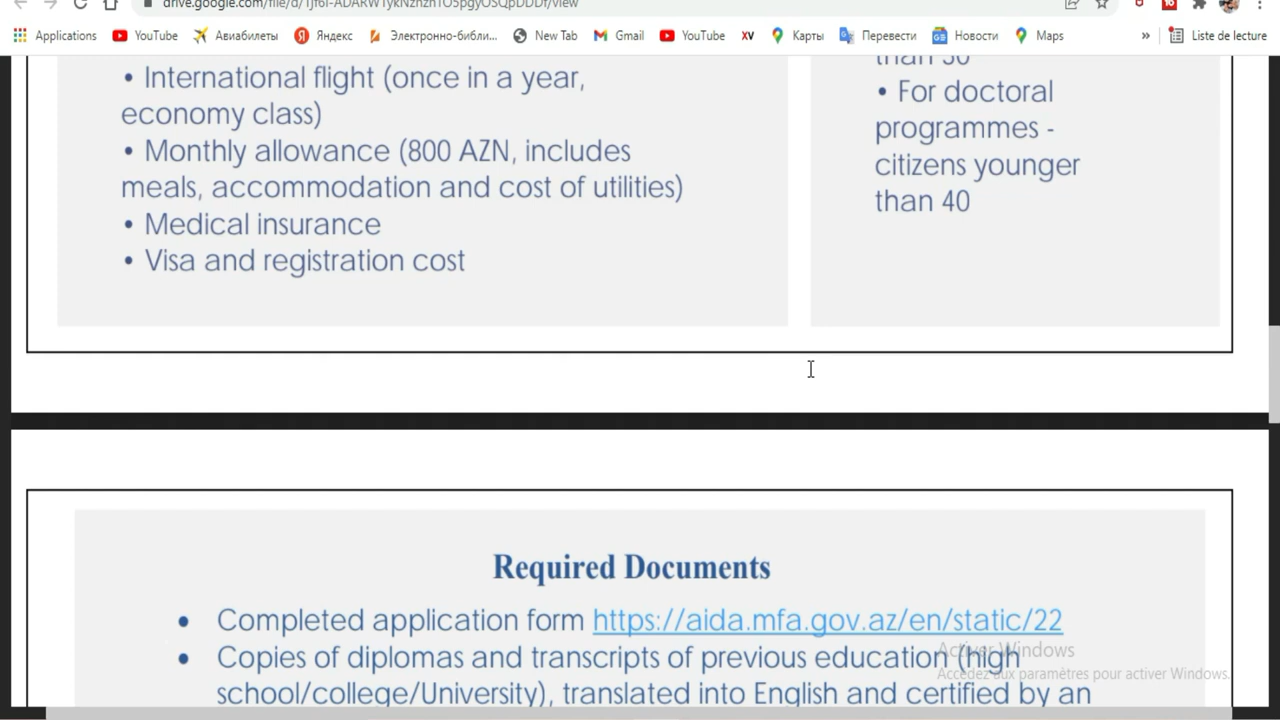 Applications YouTube Авиабилеты Яндекс Электронно-библи... New Tab Gmail YouTube Карты Перевести Новости Maps » Liste de lecture
• International flight (once in a year,
economy class)
• Monthly allowance (800 AZN, includes
meals, accommodation and cost of utilities)
• Medical insurance
• Visa and registration cost
than 30
• For doctoral
programmes -
citizens younger
than 40
Required Documents
• Completed application form https://aida.mfa.gov.az/en/static/22
• Copies of diplomas and transcripts of previous education (high
school/college/University), translated into English and certified by an
Activer Windows
Accédez aux paramètres pour activer Windows.